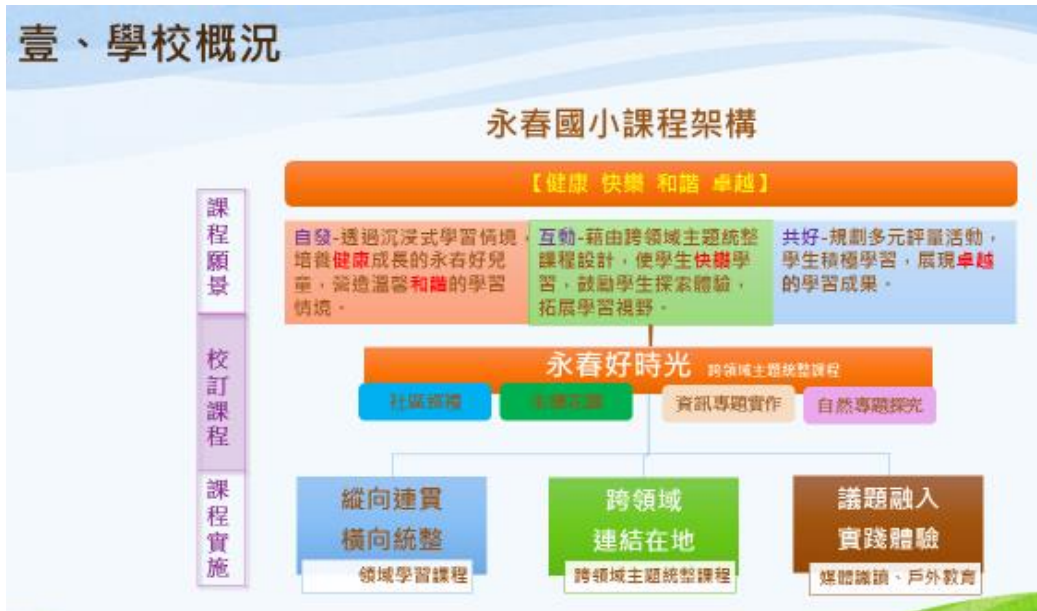 壹、學校概況
永春國小課程架構
【健康 快樂 和諧 卓越】
課程願景
自發-透過沉浸式學習情境，
培養健康成長的永春好兒
童，營造溫馨和諧的學習
情境。
互動-藉由跨領域主題統整
課程設計，使學生快樂學
習，鼓勵學生探索體驗，
拓展學習視野。
共好-規劃多元評量活動，
學生積極學習，展現卓越
的學習成果。
校訂課程
永春好時光 跨領域主題統整課程
社區巡禮
資訊專題實作
自然專題探究
課程實施
縱向連貫
橫向統整
領域學習課程
跨領域
連結在地
跨領域主題統整課程
議題融入
實踐體驗
媒體識讀、戶外教育